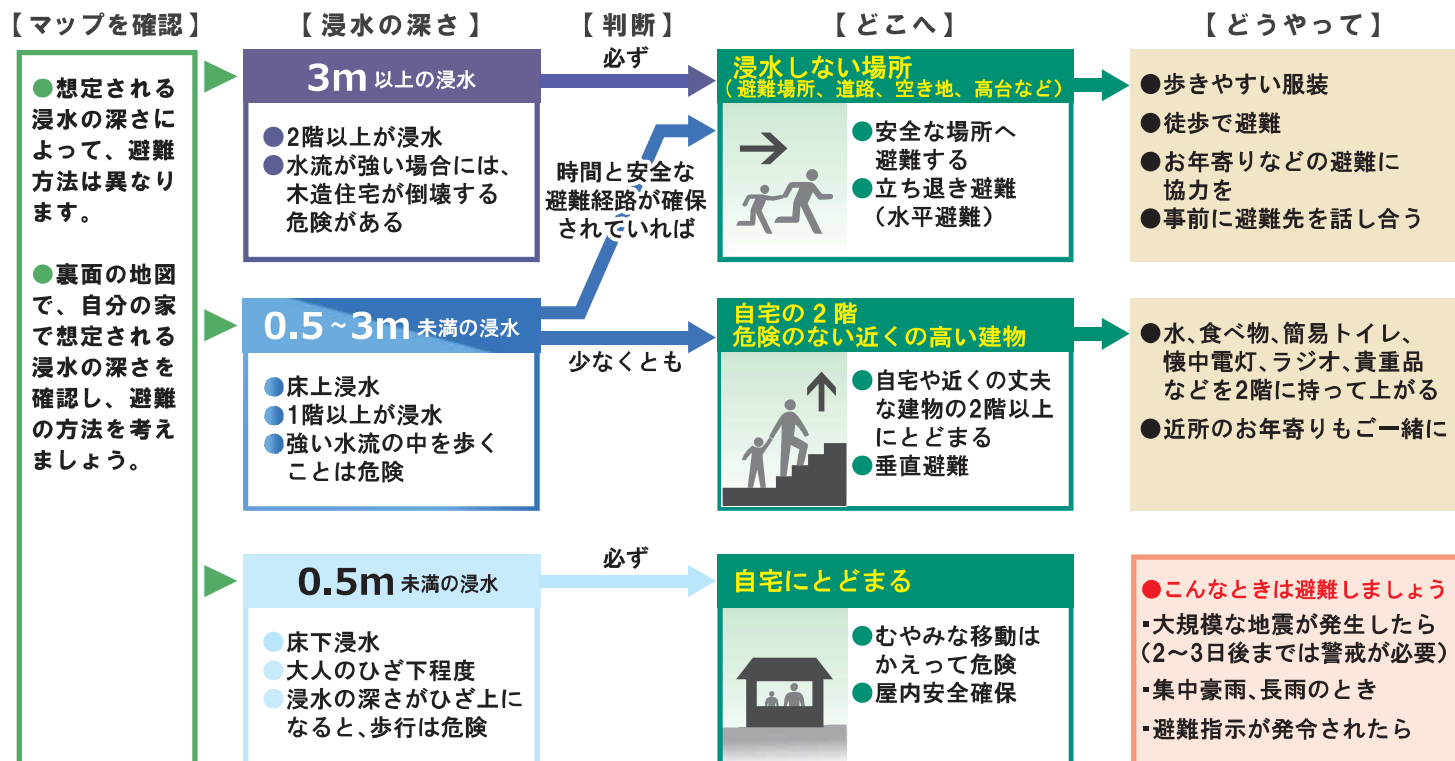 【マップを確認】
【浸水の深さ】
【判断】
【どこへ】
【どうやって】
●想定される
浸水の深さに
よって、避難
方法は異なり
ます。
●裏面の地図
で、自分の家
で想定される
浸水の深さを
確認し、避難
の方法を考え
ましょう。
3m 以上の浸水
●2階以上が浸水
●水流が強い場合には、
木造住宅が倒壊する
危険がある
必ず
浸水しない場所
(避難場所、道路、空き地、高台など)
●安全な場所へ
避難する
●立ち退き避難
(水平避難)
●歩きやすい服装
●徒歩で避難
●お年寄りなどの避難に
協力を
●事前に避難先を話し合う
時間と安全な
避難経路が確保
されていれば
0.5~3m 未満の浸水
●床上浸水
●1階以上が浸水
●強い水流の中を歩く
ことは危険
少なくとも
自宅の2階
危険のない近くの高い建物
●自宅や近くの丈夫
な建物の2階以上
にとどまる
●垂直避難
●水、食べ物、簡易トイレ、
懐中電灯、ラジオ、貴重品
などを2階に持って上がる
●近所のお年寄りもご一緒に
0.5m 未満の浸水
●床下浸水
●大人のひざ下程度
●浸水の深さがひざ上に
なると、歩行は危険
必ず
自宅にとどまる
●むやみな移動は
かえって危険
●屋内安全確保
●こんなときは避難しましょう
▪大規模な地震が発生したら
(2〜3日後までは警戒が必要)
▪集中豪雨、長雨のとき
▪避難指示が発令されたら